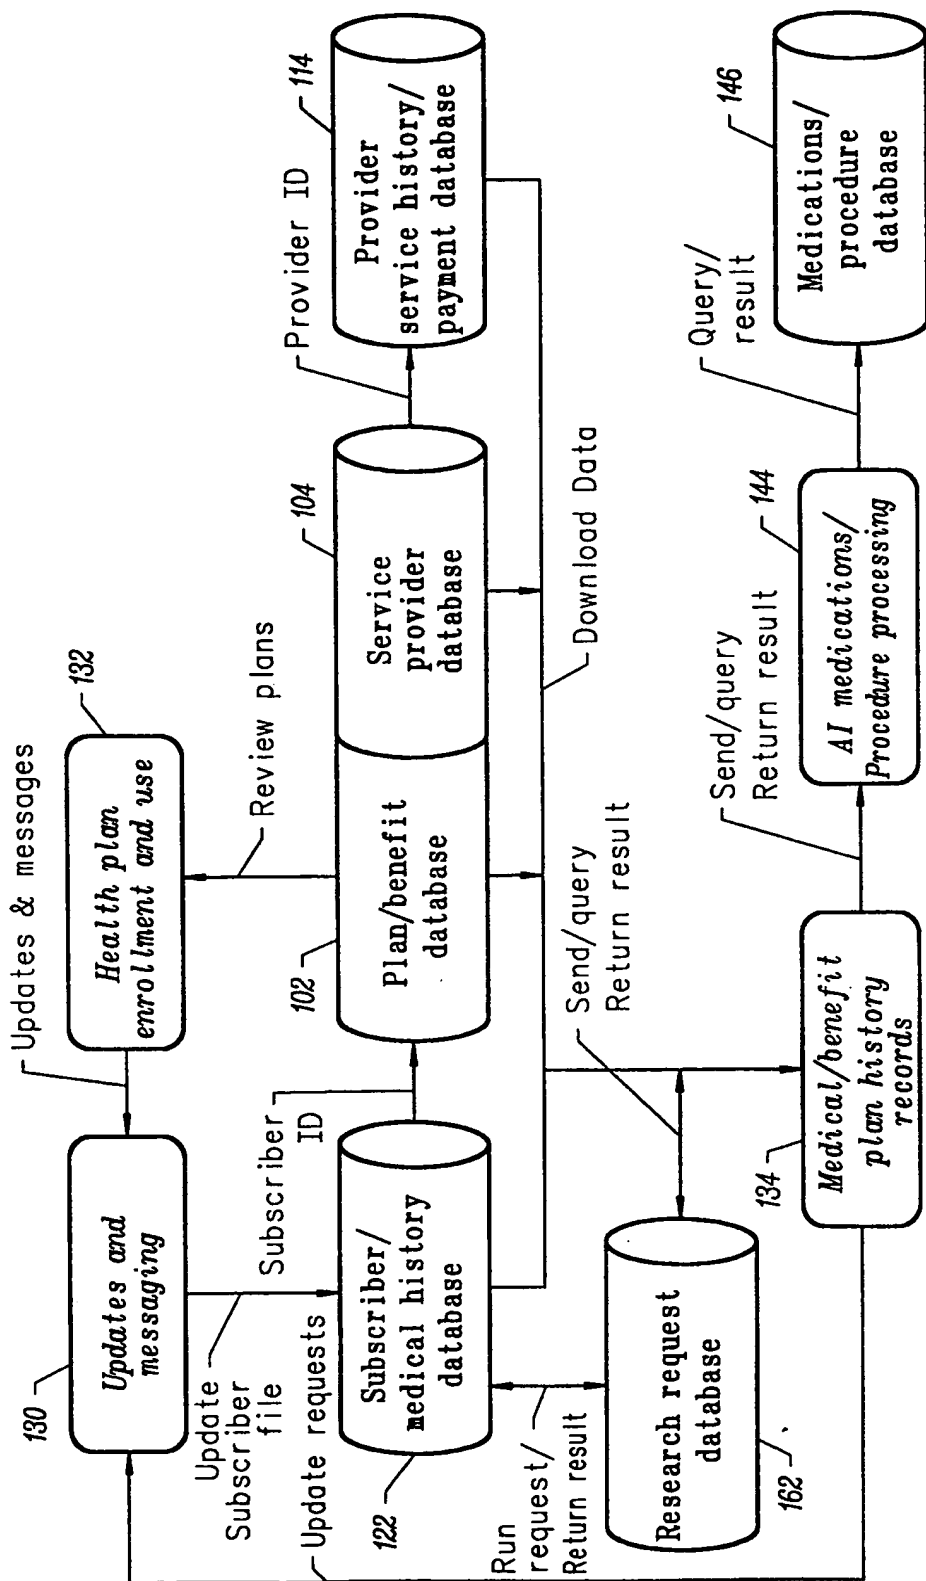 130
Updates and
messaging
Updates & messages
132
Health plan
enrollment and use
Update
Subscriber
file
Review plans
Subscriber
ID
Provider ID
Update requests
122
Subscriber/
medical history
database
102
Plan/benefit
database
104
Service
provider
database
114
Provider
service history/
payment database
Run
request/
Return result
Send/query
Return result
Download Data
162
Research request
database
134
Medical/benefit
plan history
records
Send/query
Return result
144
AI medications/
Procedure processing
Query/
result
146
Medications/
procedure
database